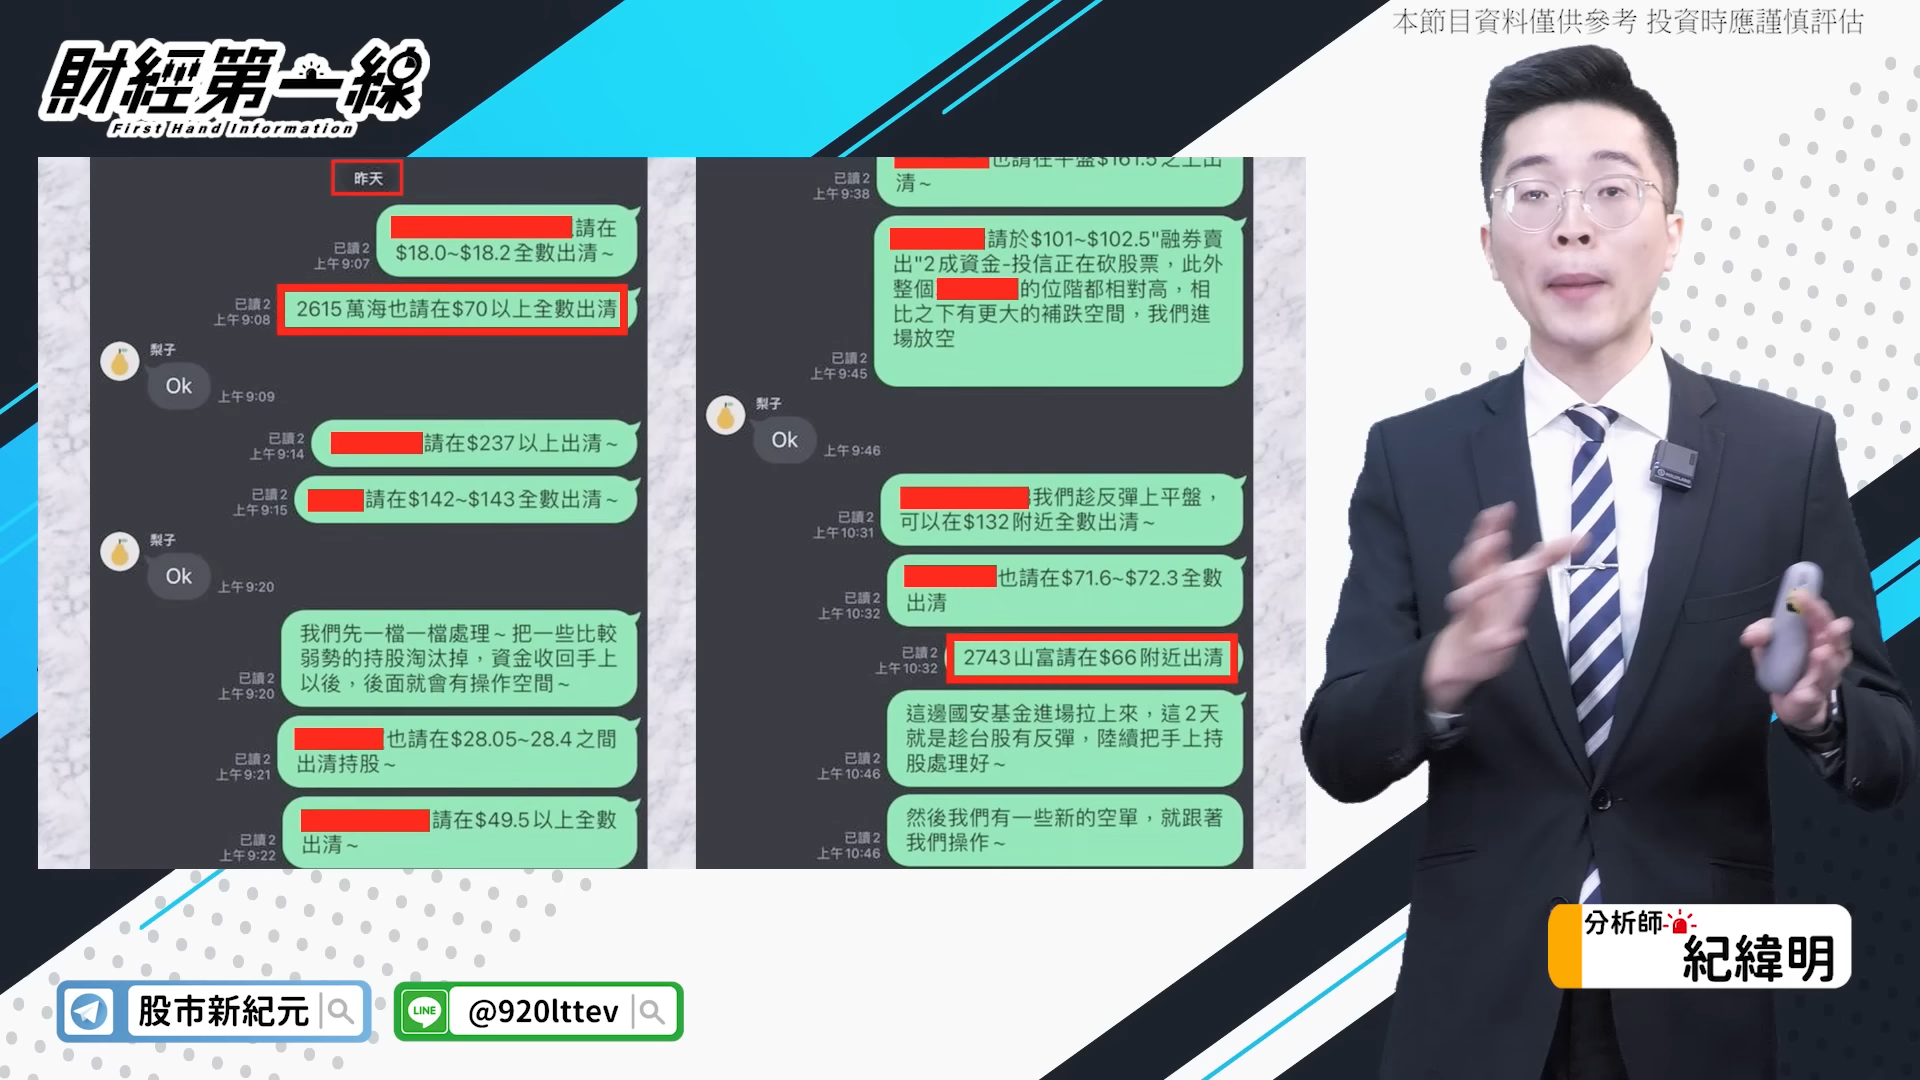 本節目資料僅供參考 投資時應謹慎評估
財經第一線
First Hand Information
昨天
請在
$18.0~$18.2全數出清~
已讀2
上午9:07
2615萬海也請在$70以上全數出清
已讀2
上午9:08
梨子
Ok
上午9:09
請在$237以上出清~
已讀2
上午9:14
請在$142~$143全數出清~
已讀2
上午9:15
梨子
Ok
上午9:20
我們先一檔一檔處理~把一些比較
弱勢的持股淘汰掉，資金收回手上
以後，後面就會有操作空間~
已讀2
上午9:20
也請在$28.05~28.4之間
出清持股~
已讀2
上午9:21
請在$49.5以上全數
出清~
已讀2
上午9:22
也請在平盤$161.5之上出
清~
已讀2
上午9:38
請於$101~$102.5"融券賣
出"2成資金-投信正在砍股票，此外
整個 的位階都相對高，相
比之下有更大的補跌空間，我們進
場放空
已讀2
上午9:45
梨子
Ok
上午9:46
我們趁反彈上平盤，
可以在$132附近全數出清~
已讀2
上午10:31
也請在$71.6~$72.3全數
出清
已讀2
上午10:32
2743山富請在$66附近出清
已讀2
上午10:32
這邊國安基金進場拉上來，這2天
就是趁台股有反彈，陸續把手上持
股處理好~
已讀2
上午10:46
然後我們有一些新的空單，就跟著
我們操作~
已讀2
上午10:46
分析師
紀緯明
股市新紀元
LINE
@920lttev